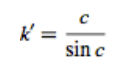 k′ = c / sin c